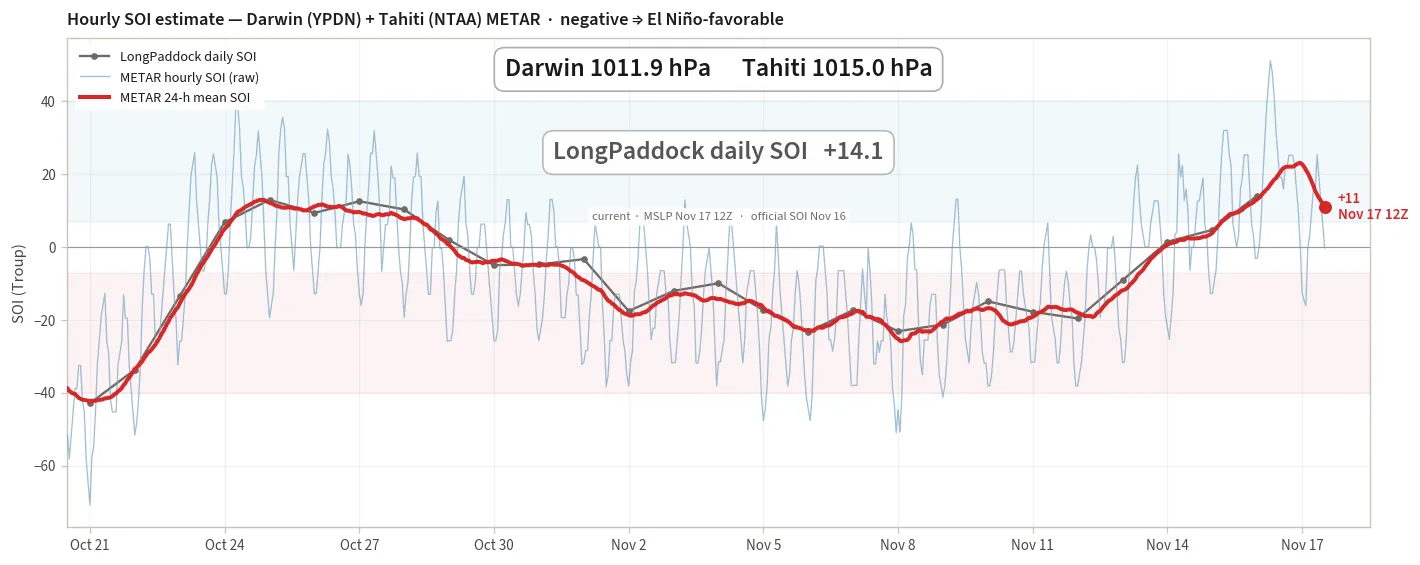 Hourly SOI estimate — Darwin (YPDN) + Tahiti (NTAA) METAR · negative ⇒ El Niño-favorable
LongPaddock daily SOI
METAR hourly SOI (raw)
METAR 24-h mean SOI
Darwin 1011.9 hPa Tahiti 1015.0 hPa
LongPaddock daily SOI +14.1
current · MSLP Nov 17 12Z · official SOI Nov 16
+11
Nov 17 12Z
SOI (Troup)
40
20
0
−20
−40
−60
Oct 21 Oct 24 Oct 27 Oct 30 Nov 2 Nov 5 Nov 8 Nov 11 Nov 14 Nov 17